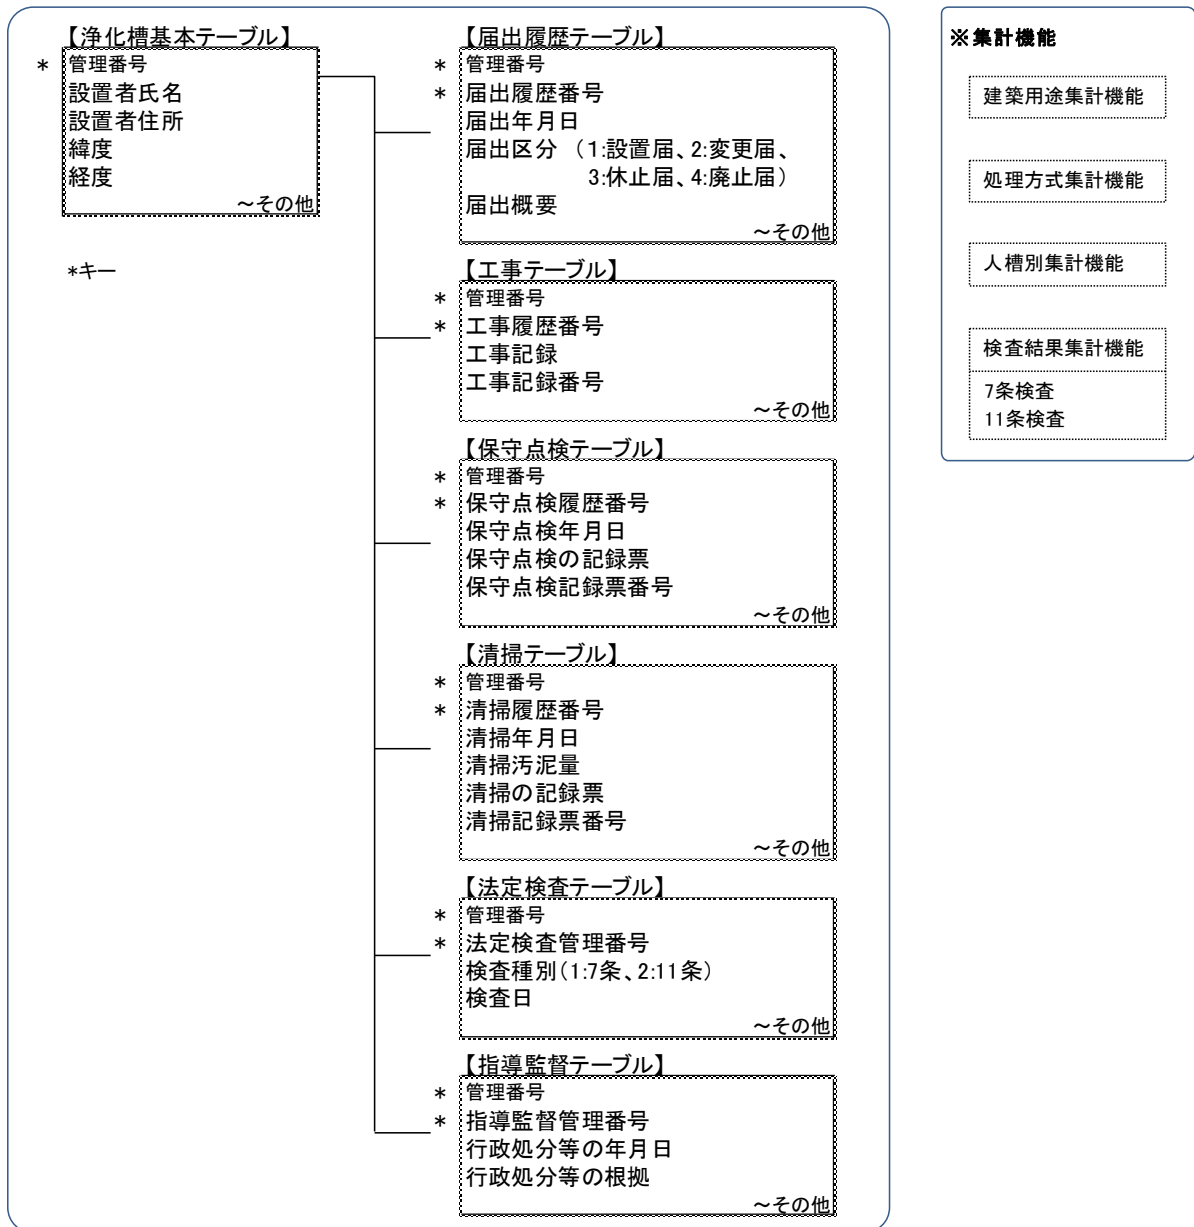 【浄化槽基本テーブル】
* 管理番号
設置者氏名
設置者住所
緯度
経度
～その他
*キー
【届出履歴テーブル】
* 管理番号
* 届出履歴番号
届出年月日
届出区分 （1:設置届、2:変更届、
3:休止届、4:廃止届）
届出概要
～その他
【工事テーブル】
* 管理番号
* 工事履歴番号
工事記録
工事記録番号
～その他
【保守点検テーブル】
* 管理番号
* 保守点検履歴番号
保守点検年月日
保守点検の記録票
保守点検記録票番号
～その他
【清掃テーブル】
* 管理番号
* 清掃履歴番号
清掃年月日
清掃汚泥量
清掃の記録票
清掃記録票番号
～その他
【法定検査テーブル】
* 管理番号
* 法定検査管理番号
検査種別（1:7条、2:11条）
検査日
～その他
【指導監督テーブル】
* 管理番号
* 指導監督管理番号
行政処分等の年月日
行政処分等の根拠
～その他
※集計機能
建築用途集計機能
処理方式集計機能
人槽別集計機能
検査結果集計機能
7条検査
11条検査